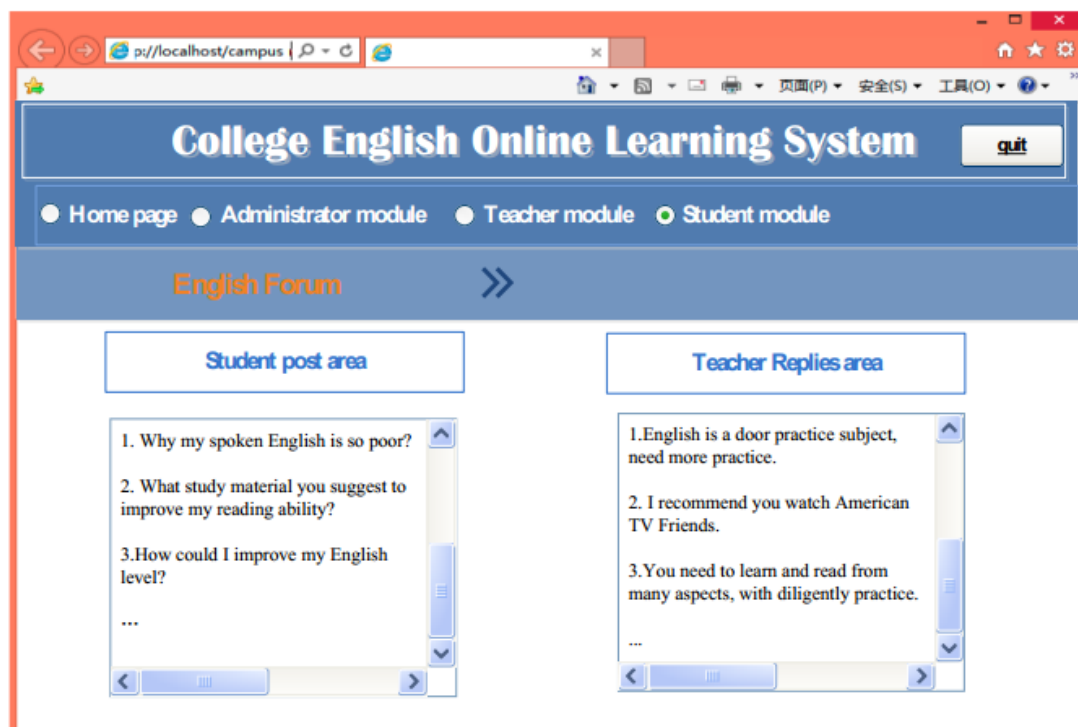 p://localhost/campus
页面(P)
安全(S)
工具(O)
College English Online Learning System
quit
Home page
Administrator module
Teacher module
Student module
English Forum
Student post area
Teacher Replies area
1. Why my spoken English is so poor?
2. What study material you suggest to
improve my reading ability?
3.How could I improve my English
level?
...
1.English is a door practice subject,
need more practice.
2. I recommend you watch American
TV Friends.
3.You need to learn and read from
many aspects, with diligently practice.
...